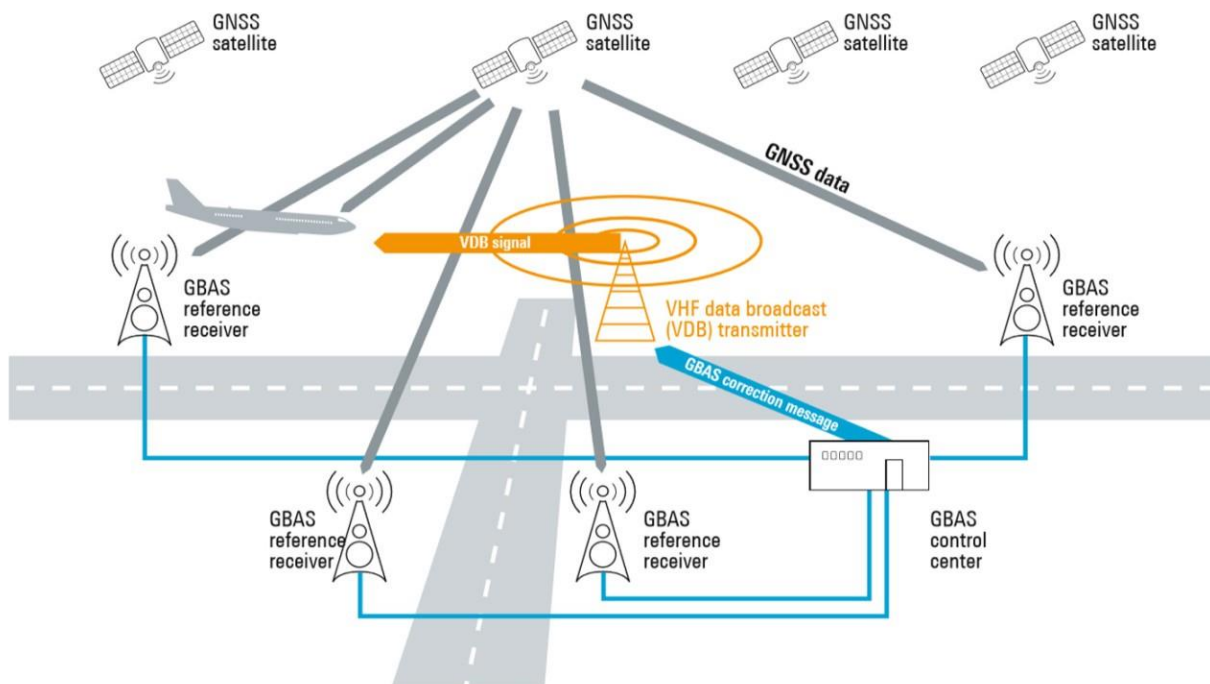 GNSS
satellite
GNSS
satellite
GNSS
satellite
GNSS
satellite
GNSS data
VDB signal
GBAS
reference
receiver
VHF data broadcast
(VDB) transmitter
GBAS
reference
receiver
GBAS correction message
GBAS
reference
receiver
GBAS
reference
receiver
GBAS
control
center